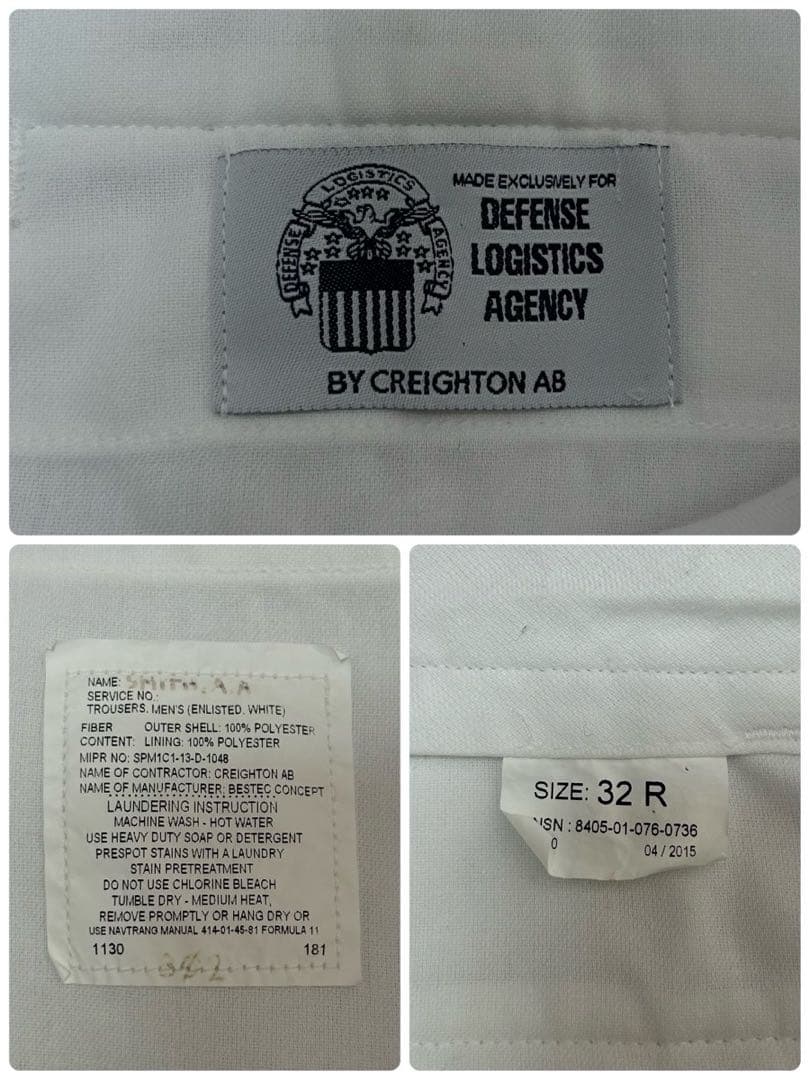 DEFENSE LOGISTICS AGENCY
MADE EXCLUSIVELY FOR
DEFENSE
LOGISTICS
AGENCY
BY CREIGHTON AB
NAME: SMITH. A.A
SERVICE NO.:
TROUSERS. MEN'S (ENLISTED. WHITE)
FIBER OUTER SHELL: 100% POLYESTER
CONTENT: LINING: 100% POLYESTER
MIPR NO: SPM1C1-13-D-1048
NAME OF CONTRACTOR: CREIGHTON AB
NAME OF MANUFACTURER: BESTEC CONCEPT
LAUNDERING INSTRUCTION
MACHINE WASH - HOT WATER
USE HEAVY DUTY SOAP OR DETERGENT
PRESPOT STAINS WITH A LAUNDRY
STAIN PRETREATMENT
DO NOT USE CHLORINE BLEACH
TUMBLE DRY - MEDIUM HEAT,
REMOVE PROMPTLY OR HANG DRY OR
USE NAVTRANG MANUAL 414-01-45-81 FORMULA 11
1130 181
SIZE: 32 R
NSN : 8405-01-076-0736
0 04 / 2015